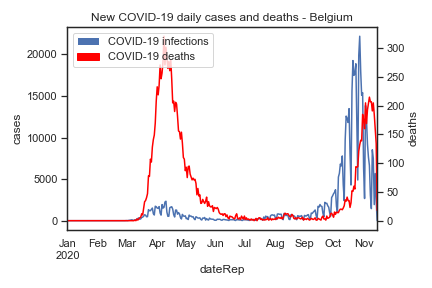 New COVID-19 daily cases and deaths - Belgium
COVID-19 infections
COVID-19 deaths
20000
15000
10000
5000
0
cases
300
250
200
150
100
50
0
deaths
Jan Feb Mar Apr May Jun Jul Aug Sep Oct Nov
2020
dateRep